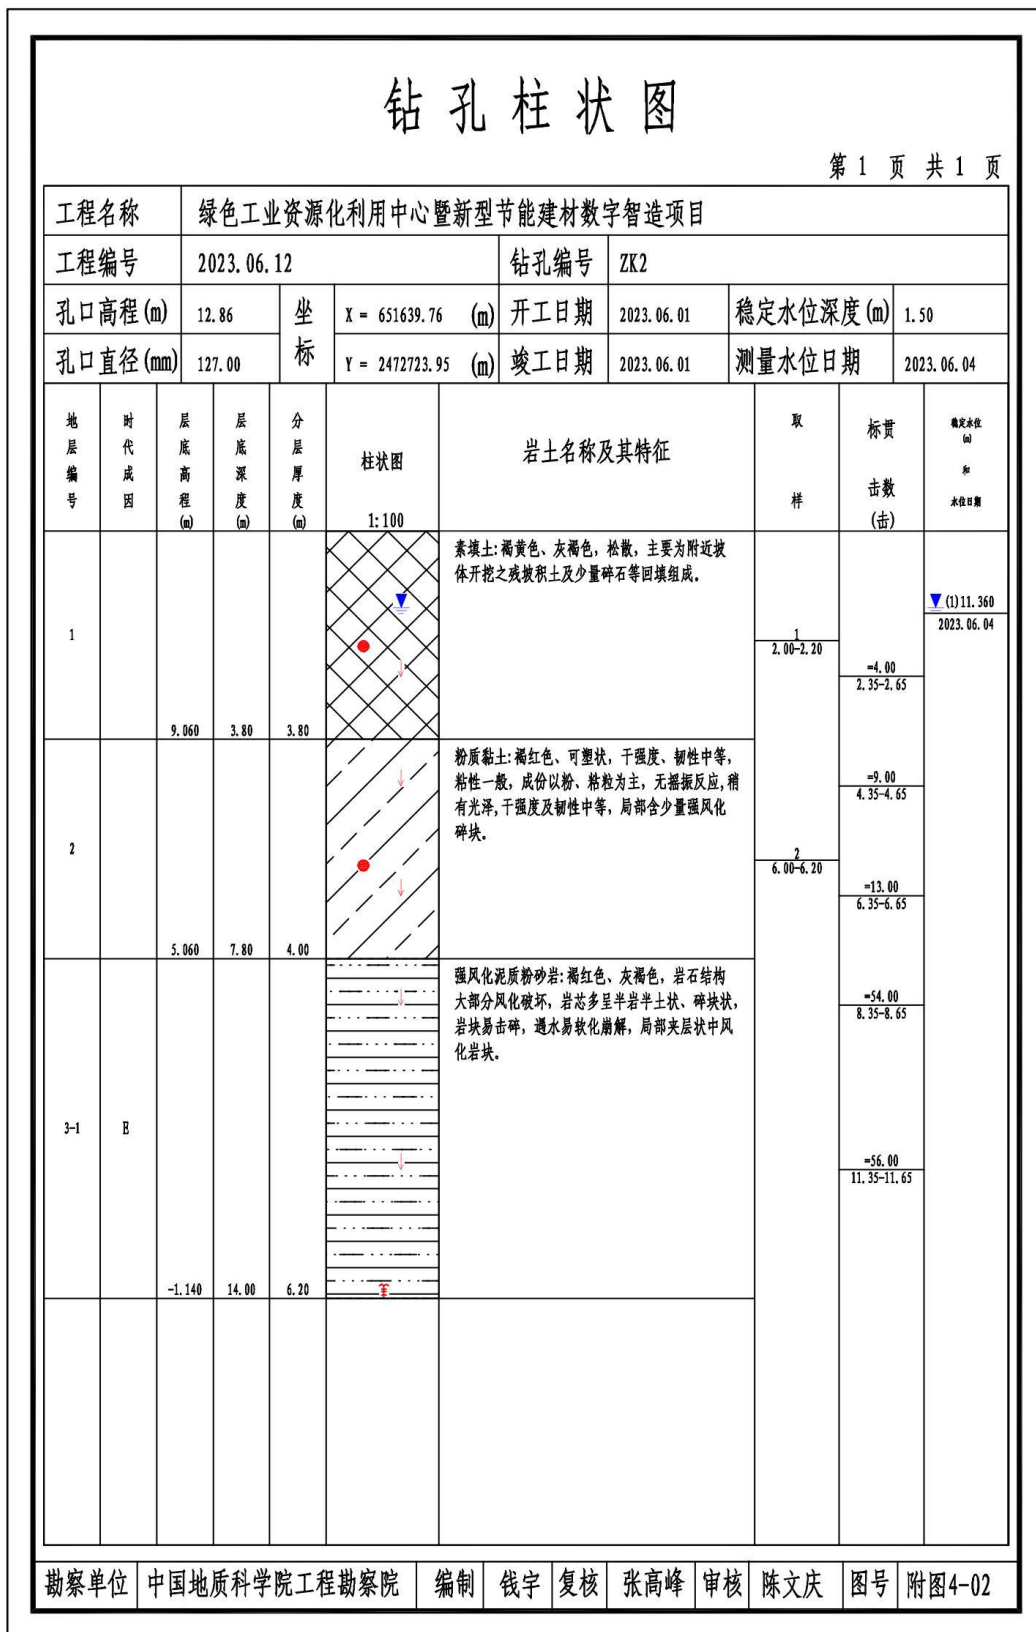 钻孔柱状图
第 1 页 共 1 页
工程名称 绿色工业资源化利用中心暨新型节能建材数字智造项目
工程编号 2023.06.12 钻孔编号 ZK2
孔口高程(m) 12.86 坐标 X = 651639.76 (m) 开工日期 2023.06.01 稳定水位深度(m) 1.50
孔口直径(mm) 127.00 Y = 2472723.95 (m) 竣工日期 2023.06.01 测量水位日期 2023.06.04
地层编号 时代成因 层底高程(m) 层底深度(m) 分层厚度(m) 柱状图 1:100 岩土名称及其特征 取样 标贯击数(击) 稳定水位(m)和水位日期
素填土:褐黄色、灰褐色，松散，主要为附近坡
体开挖之残坡积土及少量碎石等回填组成。
(1)11.360
2023.06.04
1
1
2.00-2.20
=4.00
2.35-2.65
9.060 3.80 3.80
粉质黏土:褐红色、可塑状，干强度、韧性中等，
粘性一般，成份以粉、粘粒为主，无摇振反应,稍
有光泽,干强度及韧性中等，局部含少量强风化
碎块。
=9.00
4.35-4.65
2
2
6.00-6.20
=13.00
6.35-6.65
5.060 7.80 4.00
强风化泥质粉砂岩:褐红色、灰褐色，岩石结构
大部分风化破坏，岩芯多呈半岩半土状、碎块状，
岩块易击碎，遇水易软化崩解，局部夹层状中风
化岩块。
=54.00
8.35-8.65
3-1 E
=56.00
11.35-11.65
-1.140 14.00 6.20
勘察单位 中国地质科学院工程勘察院 编制 钱宇 复核 张高峰 审核 陈文庆 图号 附图4-02